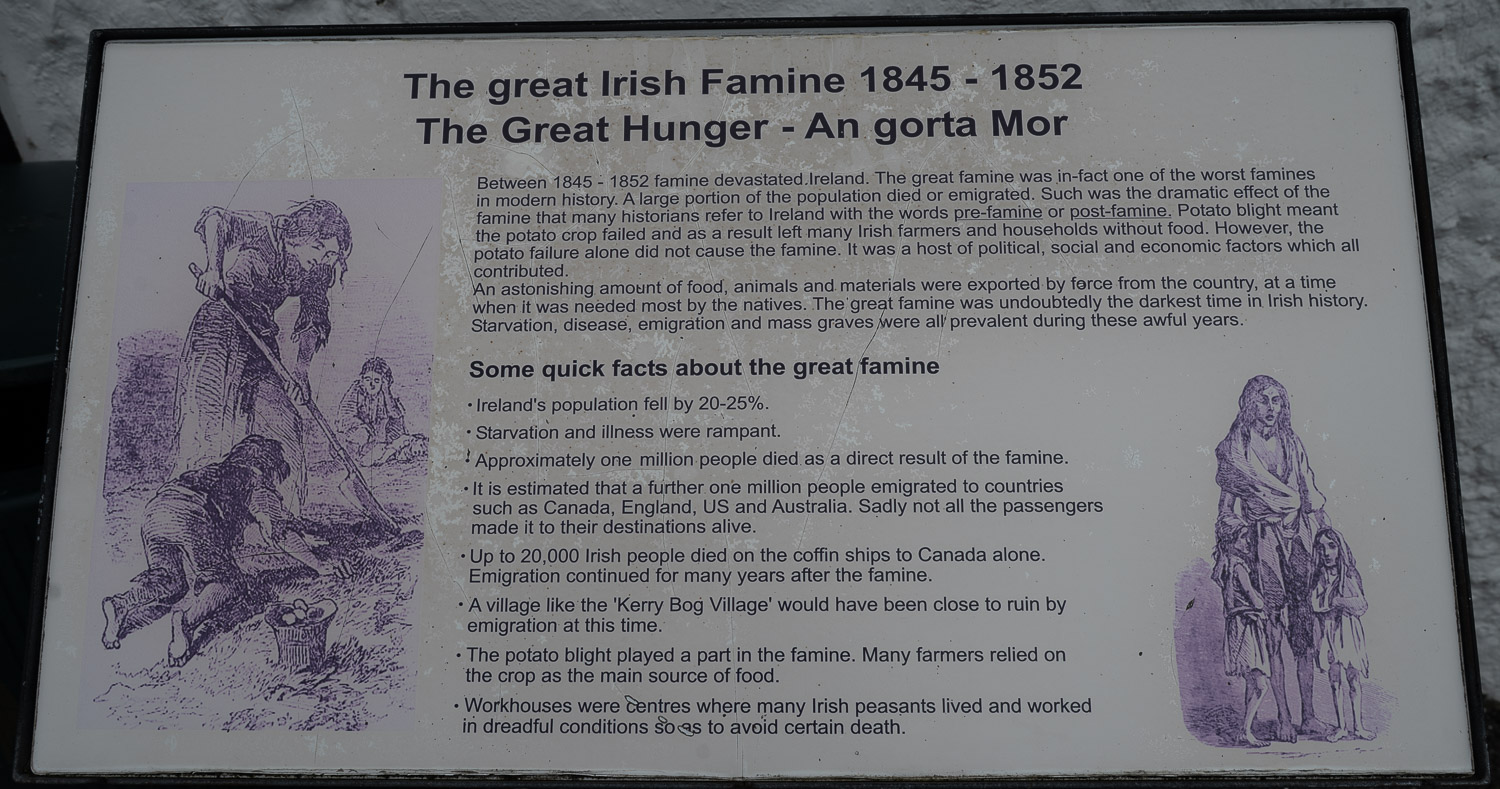 The great Irish Famine 1845 - 1852
The Great Hunger - An gorta Mor
Between 1845 - 1852 famine devastated Ireland. The great famine was in-fact one of the worst famines
in modern history. A large portion of the population died or emigrated. Such was the dramatic effect of the
famine that many historians refer to Ireland with the words pre-famine or post-famine. Potato blight meant
the potato crop failed and as a result left many Irish farmers and households without food. However, the
potato failure alone did not cause the famine. It was a host of political, social and economic factors which all
contributed.
An astonishing amount of food, animals and materials were exported by force from the country, at a time
when it was needed most by the natives. The great famine was undoubtedly the darkest time in Irish history.
Starvation, disease, emigration and mass graves were all prevalent during these awful years.
Some quick facts about the great famine
• Ireland's population fell by 20-25%.
• Starvation and illness were rampant.
• Approximately one million people died as a direct result of the famine.
• It is estimated that a further one million people emigrated to countries
such as Canada, England, US and Australia. Sadly not all the passengers
made it to their destinations alive.
• Up to 20,000 Irish people died on the coffin ships to Canada alone.
Emigration continued for many years after the famine.
• A village like the 'Kerry Bog Village' would have been close to ruin by
emigration at this time.
• The potato blight played a part in the famine. Many farmers relied on
the crop as the main source of food.
• Workhouses were centres where many Irish peasants lived and worked
in dreadful conditions so as to avoid certain death.